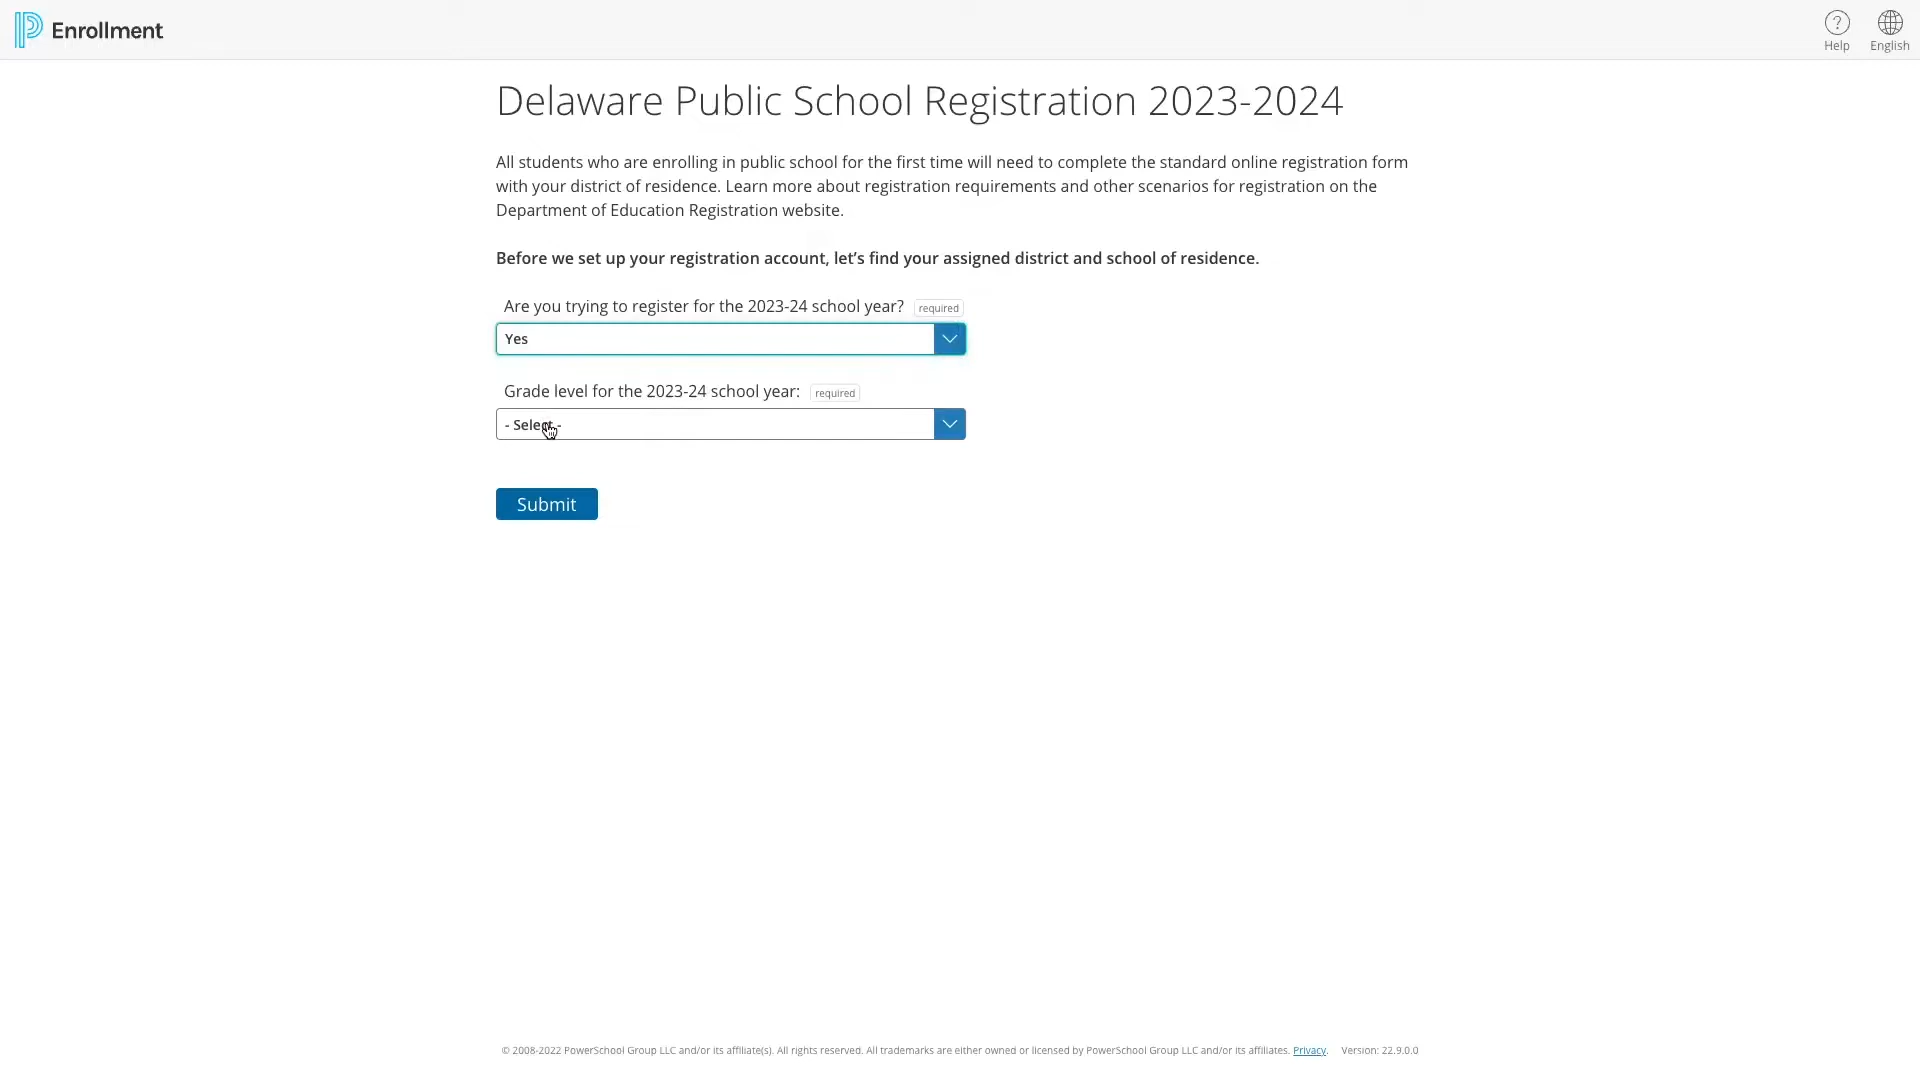 Enrollment
Help
English
Delaware Public School Registration 2023-2024
All students who are enrolling in public school for the first time will need to complete the standard online registration form
with your district of residence. Learn more about registration requirements and other scenarios for registration on the
Department of Education Registration website.
Before we set up your registration account, let’s find your assigned district and school of residence.
Are you trying to register for the 2023-24 school year? required
Yes
Grade level for the 2023-24 school year: required
- Select -
Submit
© 2008-2022 PowerSchool Group LLC and/or its affiliate(s). All rights reserved. All trademarks are either owned or licensed by PowerSchool Group LLC and/or its affiliates. Privacy. Version: 22.9.0.0